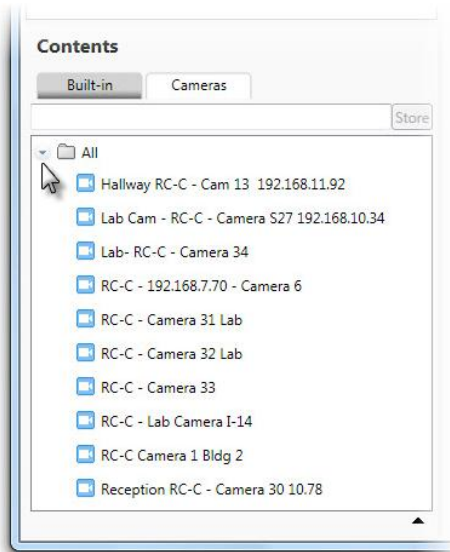 Contents
Built-in Cameras
Store
All
Hallway RC-C - Cam 13  192.168.11.92
Lab Cam - RC-C - Camera S27 192.168.10.34
Lab- RC-C - Camera 34
RC-C - 192.168.7.70 - Camera 6
RC-C - Camera 31 Lab
RC-C - Camera 32 Lab
RC-C - Camera 33
RC-C - Lab Camera I-14
RC-C Camera 1 Bldg 2
Reception RC-C - Camera 30 10.78